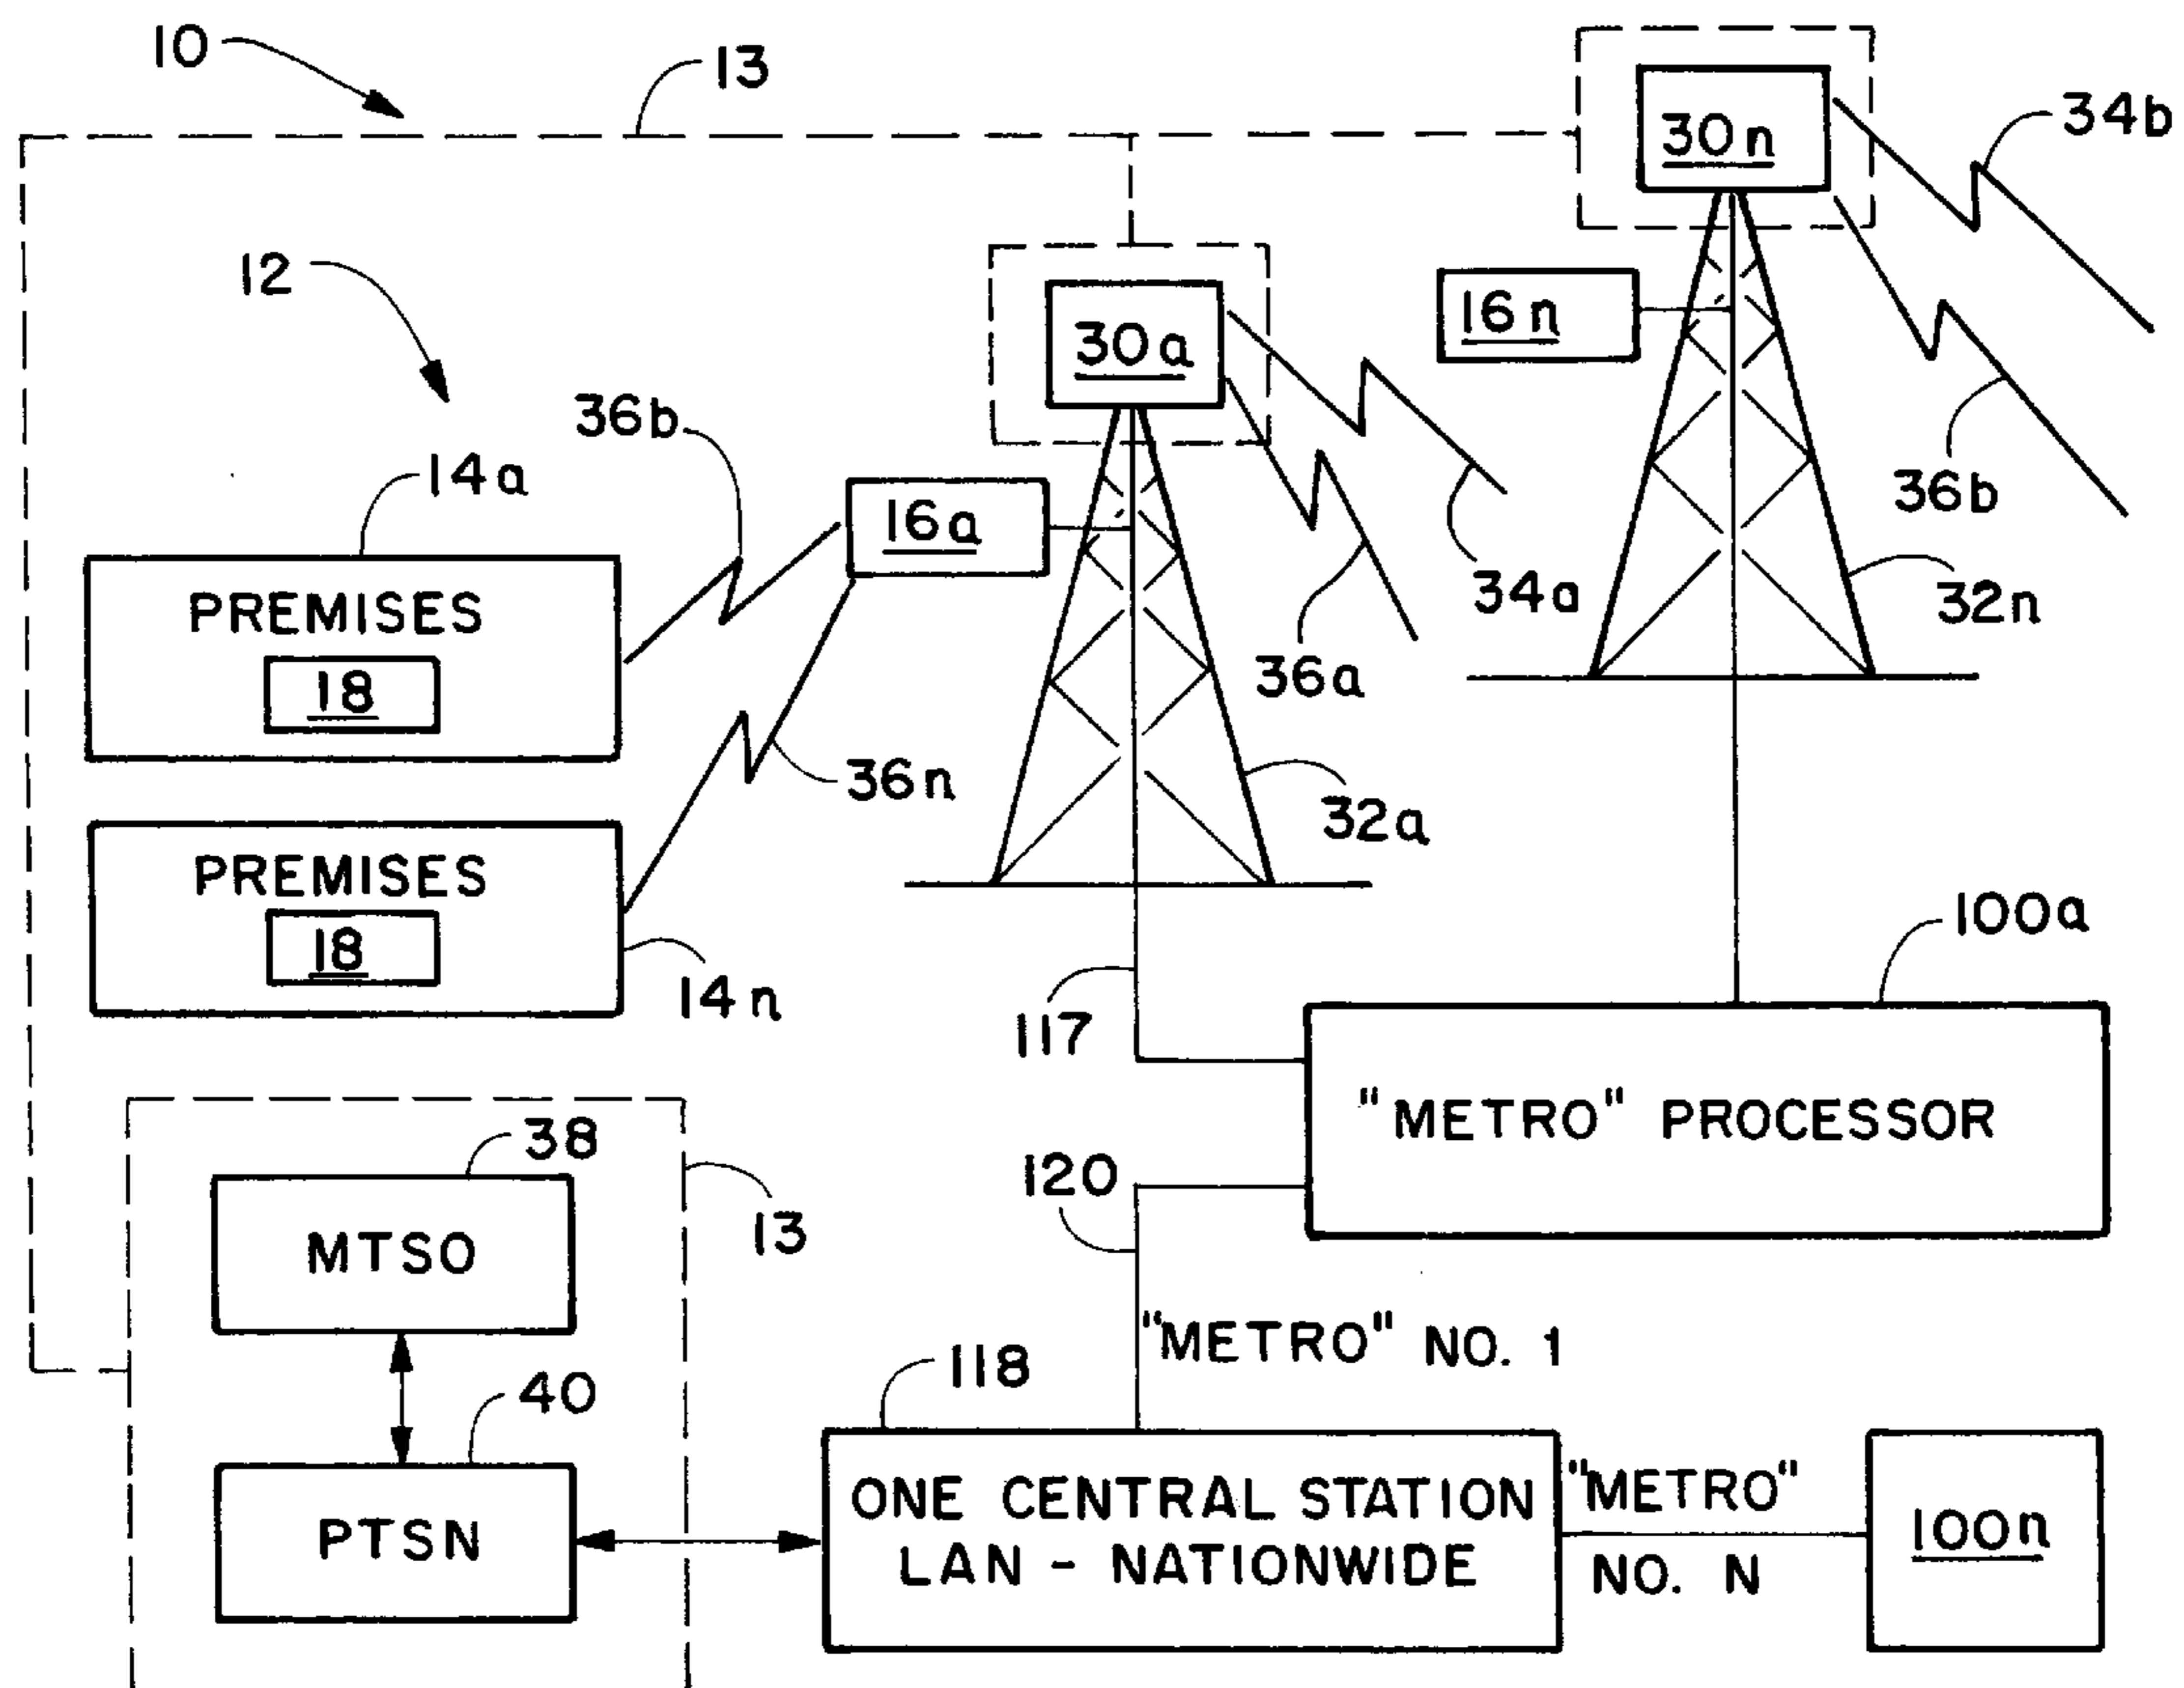 10
13
30n
34b
12
30a
16n
36b
14a
16a
36b
PREMISES
18
34a
32n
36a
36n
32a
PREMISES
18
14n
100a
117
"METRO" PROCESSOR
38
120
MTSO
13
"METRO" NO. 1
118
40
ONE CENTRAL STATION
LAN - NATIONWIDE
"METRO"
NO. N
100n
PTSN